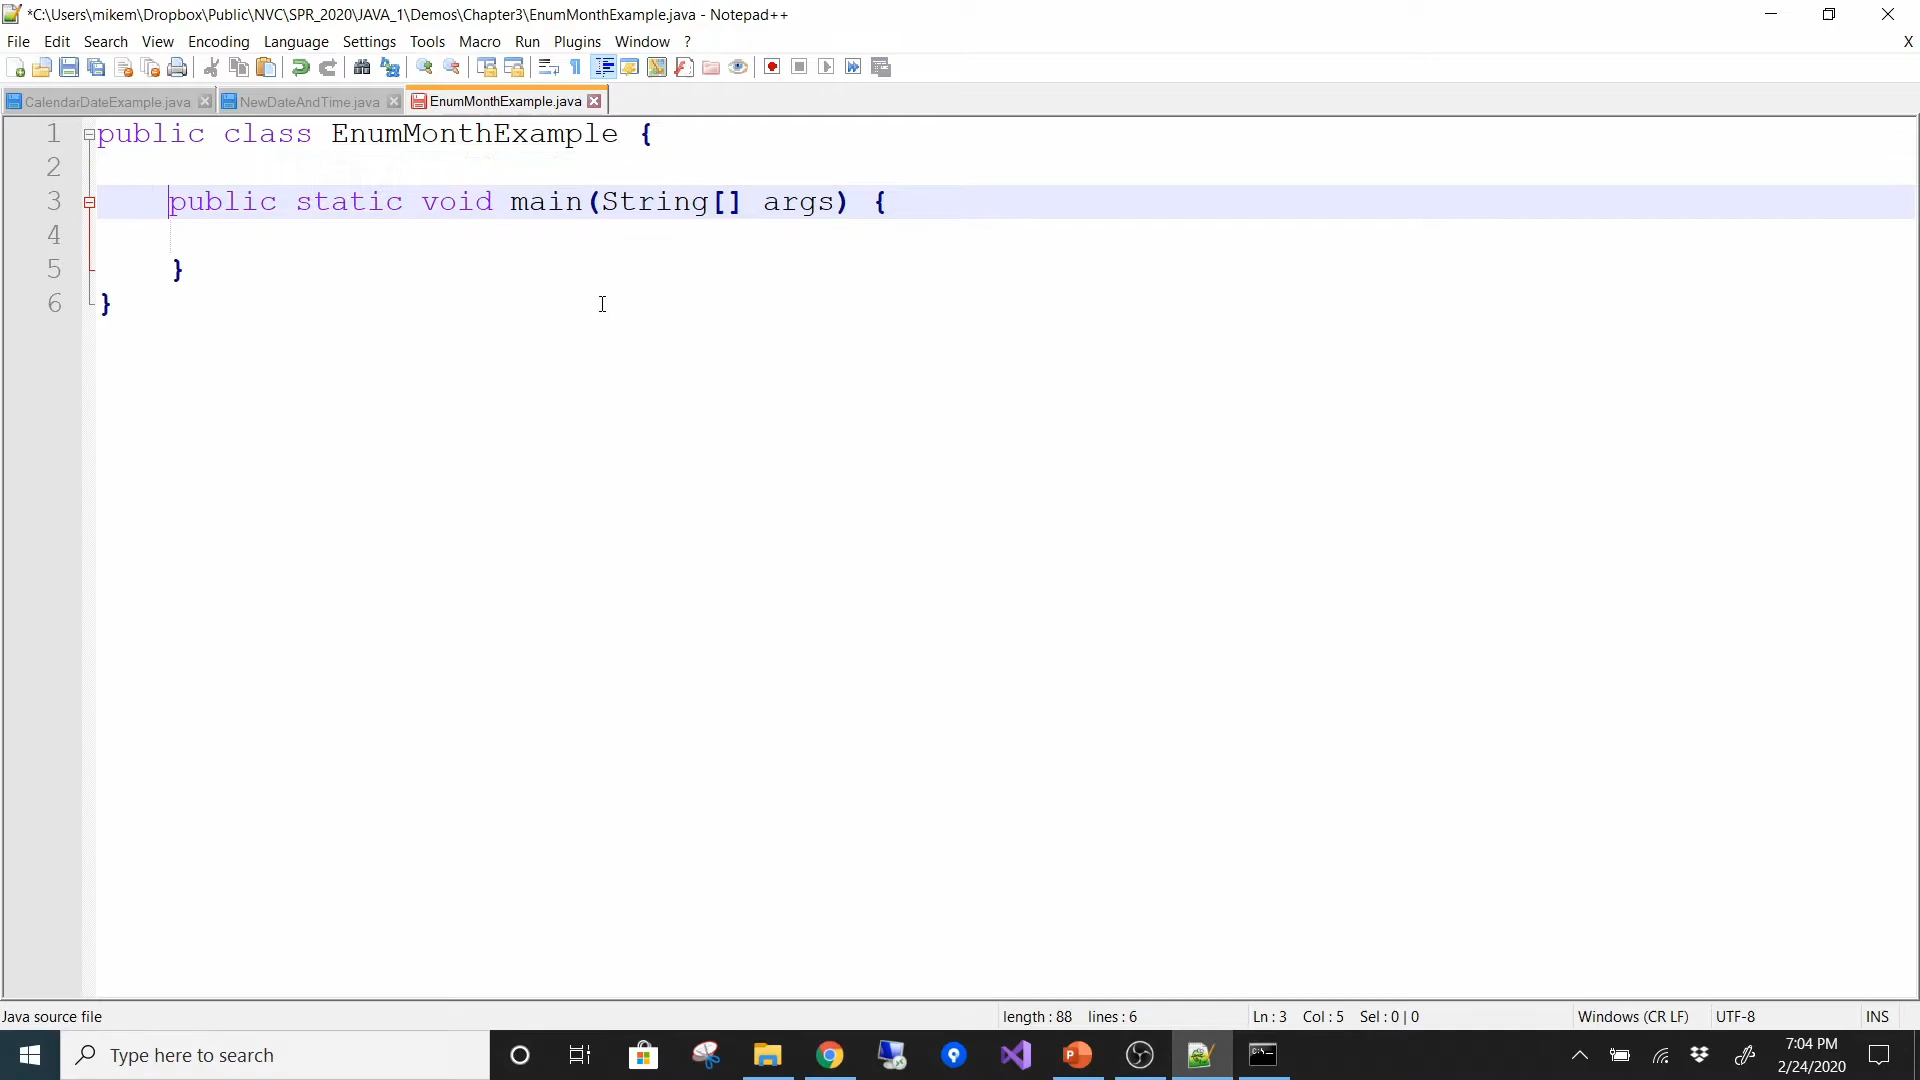 *C:\Users\mikem\Dropbox\Public\NVC\SPR_2020\JAVA_1\Demos\Chapter3\EnumMonthExample.java - Notepad++
File Edit Search View Encoding Language Settings Tools Macro Run Plugins Window ? X
CalendarDateExample.java NewDateAndTime.java EnumMonthExample.java
1 public class EnumMonthExample {
2
3 public static void main(String[] args) {
4
5 }
6 }
Java source file length : 88 lines : 6 Ln : 3 Col : 5 Sel : 0 | 0 Windows (CR LF) UTF-8 INS
Type here to search
7:04 PM
2/24/2020